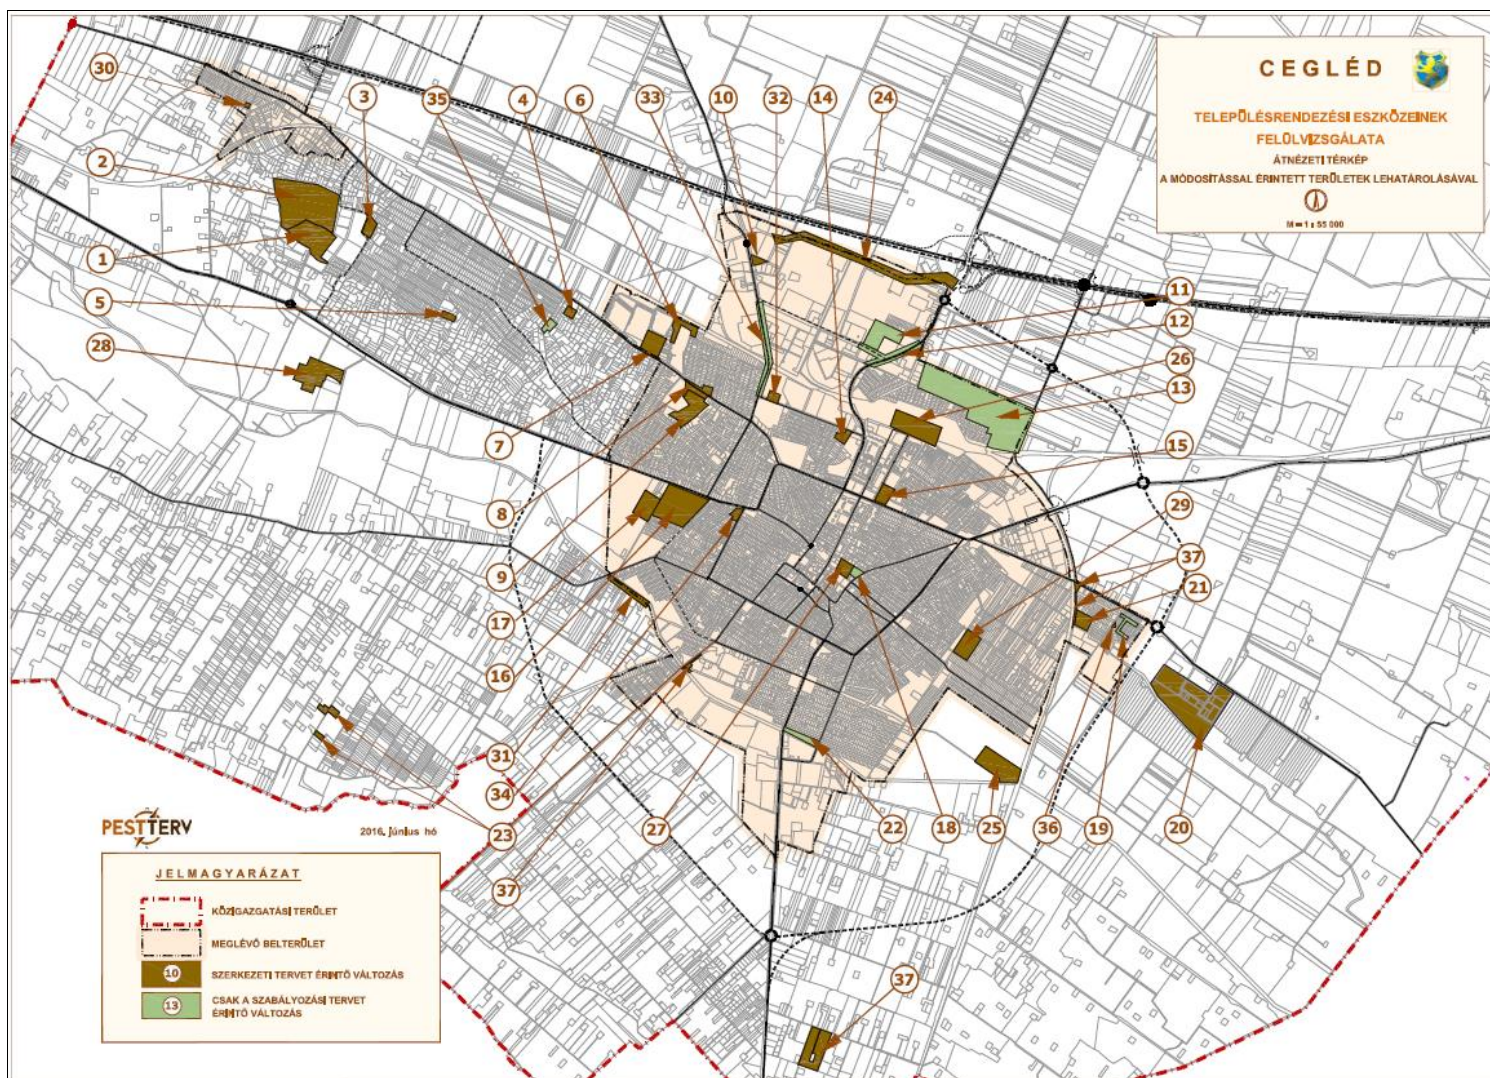 CEGLÉD
TELEPÜLÉSRENDEZÉSI ESZKÖZEINEK
FELÜLVIZSGÁLATA
ÁTNÉZETI TÉRKÉP
A MÓDOSÍTÁSSAL ÉRINTETT TERÜLETEK LEHATÁROLÁSÁVAL
M=1:55 000
30
3
35
4
6
33
10
32
14
24
2
1
5
28
11
12
26
13
7
15
8
29
9
37
17
21
16
31
34
23
27
22
18
25
36
19
20
37
37
PESTTERV
2016. június hó
JELMAGYARÁZAT
KÖZIGAZGATÁSI TERÜLET
MEGLÉVŐ BELTERÜLET
10 SZERKEZETI TERVET ÉRINTŐ VÁLTOZÁS
13 CSAK A SZABÁLYOZÁSI TERVET
ÉRINTŐ VÁLTOZÁS